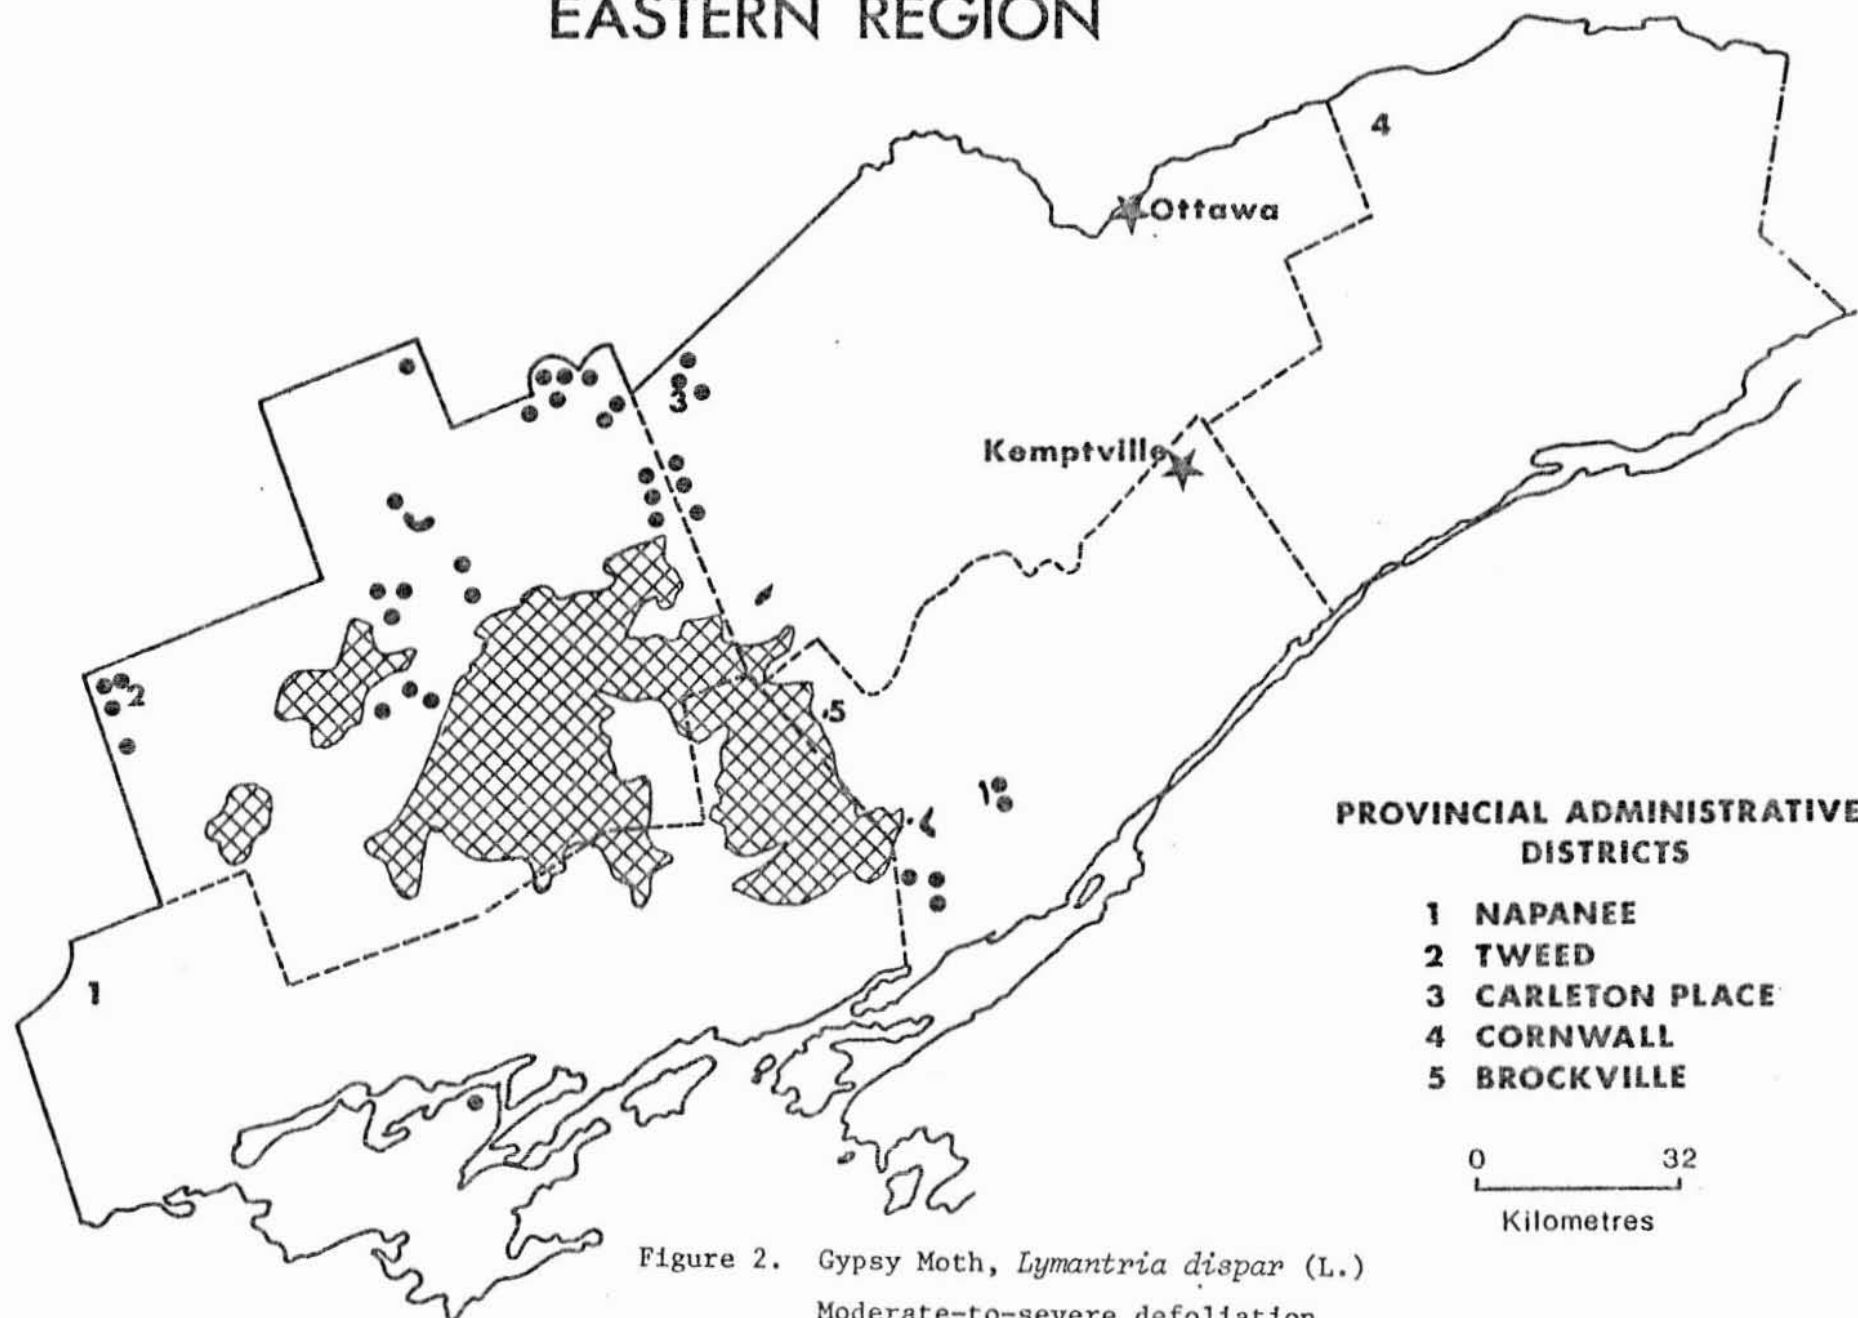 EASTERN REGION
4
Ottawa
3
Kemptville
2
5
1
1
PROVINCIAL ADMINISTRATIVE
DISTRICTS
1 NAPANEE
2 TWEED
3 CARLETON PLACE
4 CORNWALL
5 BROCKVILLE
0 32
Kilometres
Figure 2. Gypsy Moth, Lymantria dispar (L.)
Moderate-to-severe defoliation